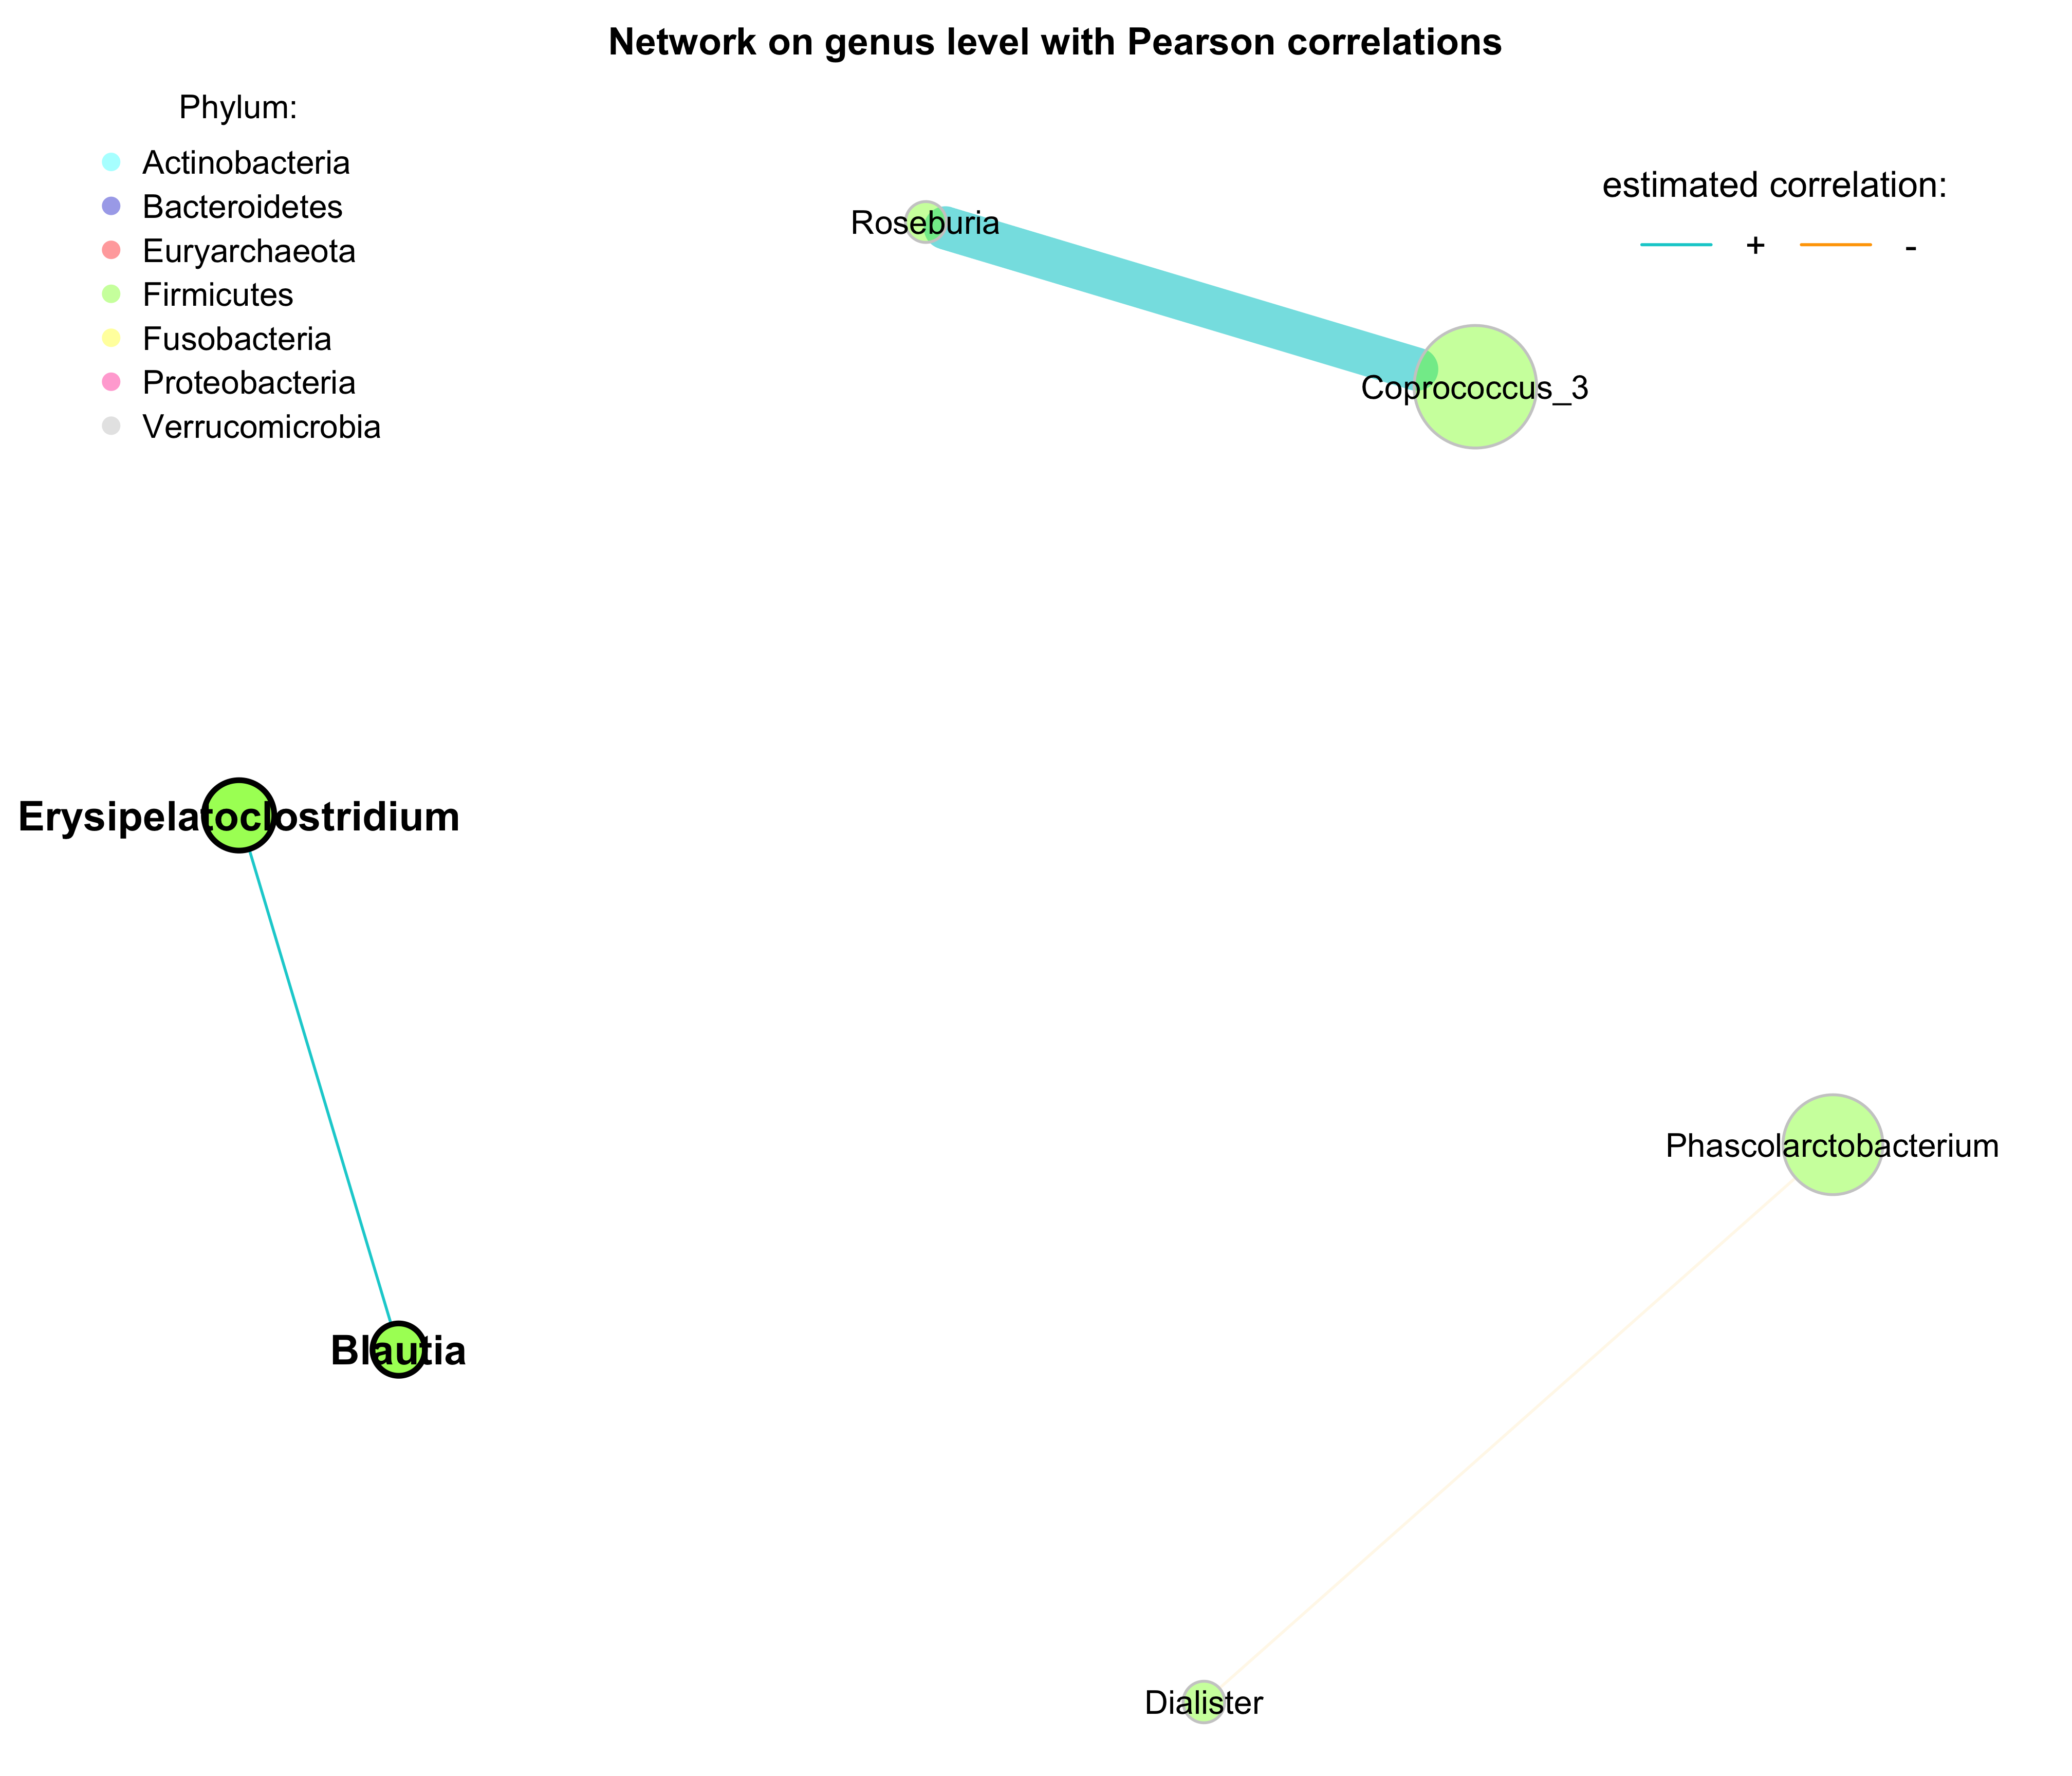 Network on genus level with Pearson correlations
Phylum:
Actinobacteria
Bacteroidetes
Euryarchaeota
Firmicutes
Fusobacteria
Proteobacteria
Verrucomicrobia
estimated correlation:
+ -
Roseburia
Coprococcus_3
Erysipelatoclostridium
Phascolarctobacterium
Blautia
Dialister